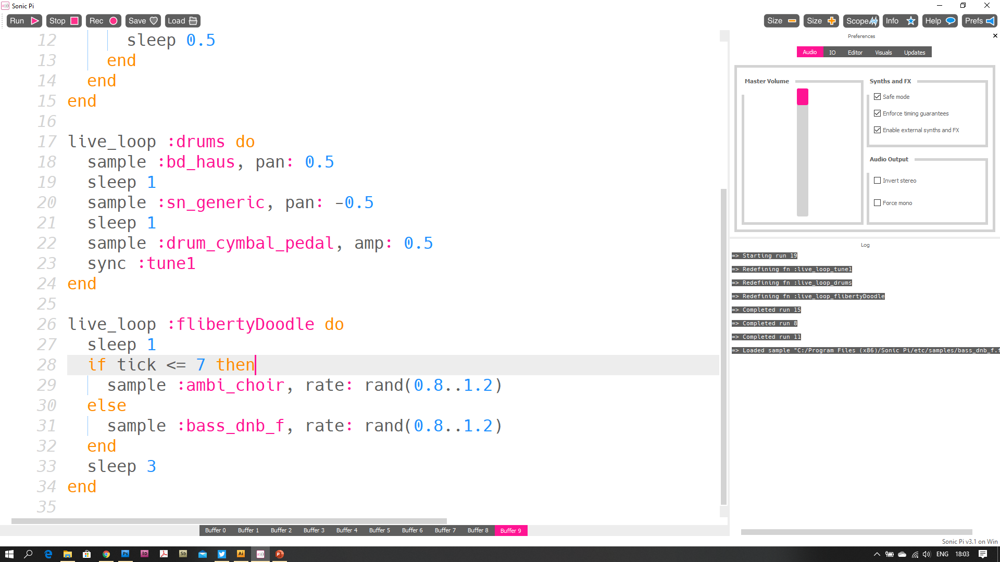 Sonic Pi
Run Stop Rec Save Load Size Size Scope Info Help Prefs
12 sleep 0.5
13 end
14 end
15 end
16
17 live_loop :drums do
18 sample :bd_haus, pan: 0.5
19 sleep 1
20 sample :sn_generic, pan: -0.5
21 sleep 1
22 sample :drum_cymbal_pedal, amp: 0.5
23 sync :tune1
24 end
25
26 live_loop :flibertyDoodle do
27 sleep 1
28 if tick <= 7 then
29 sample :ambi_choir, rate: rand(0.8..1.2)
30 else
31 sample :bass_dnb_f, rate: rand(0.8..1.2)
32 end
33 sleep 3
34 end
35
Buffer 0 Buffer 1 Buffer 2 Buffer 3 Buffer 4 Buffer 5 Buffer 6 Buffer 7 Buffer 8 Buffer 9
Preferences
Audio IO Editor Visuals Updates
Master Volume
Synths and FX
Safe mode
Enforce timing guarantees
Enable external synths and FX
Audio Output
Invert stereo
Force mono
Log
=> Starting run 19
=> Redefining fn :live_loop_tune1
=> Redefining fn :live_loop_drums
=> Redefining fn :live_loop_flibertyDoodle
=> Completed run 15
=> Completed run 8
=> Completed run 11
=> Loaded sample "C:/Program Files (x86)/Sonic Pi/etc/samples/bass_dnb_f.f
Sonic Pi v3.1 on Win
Ps ID Sb Ai P ENG 18:03